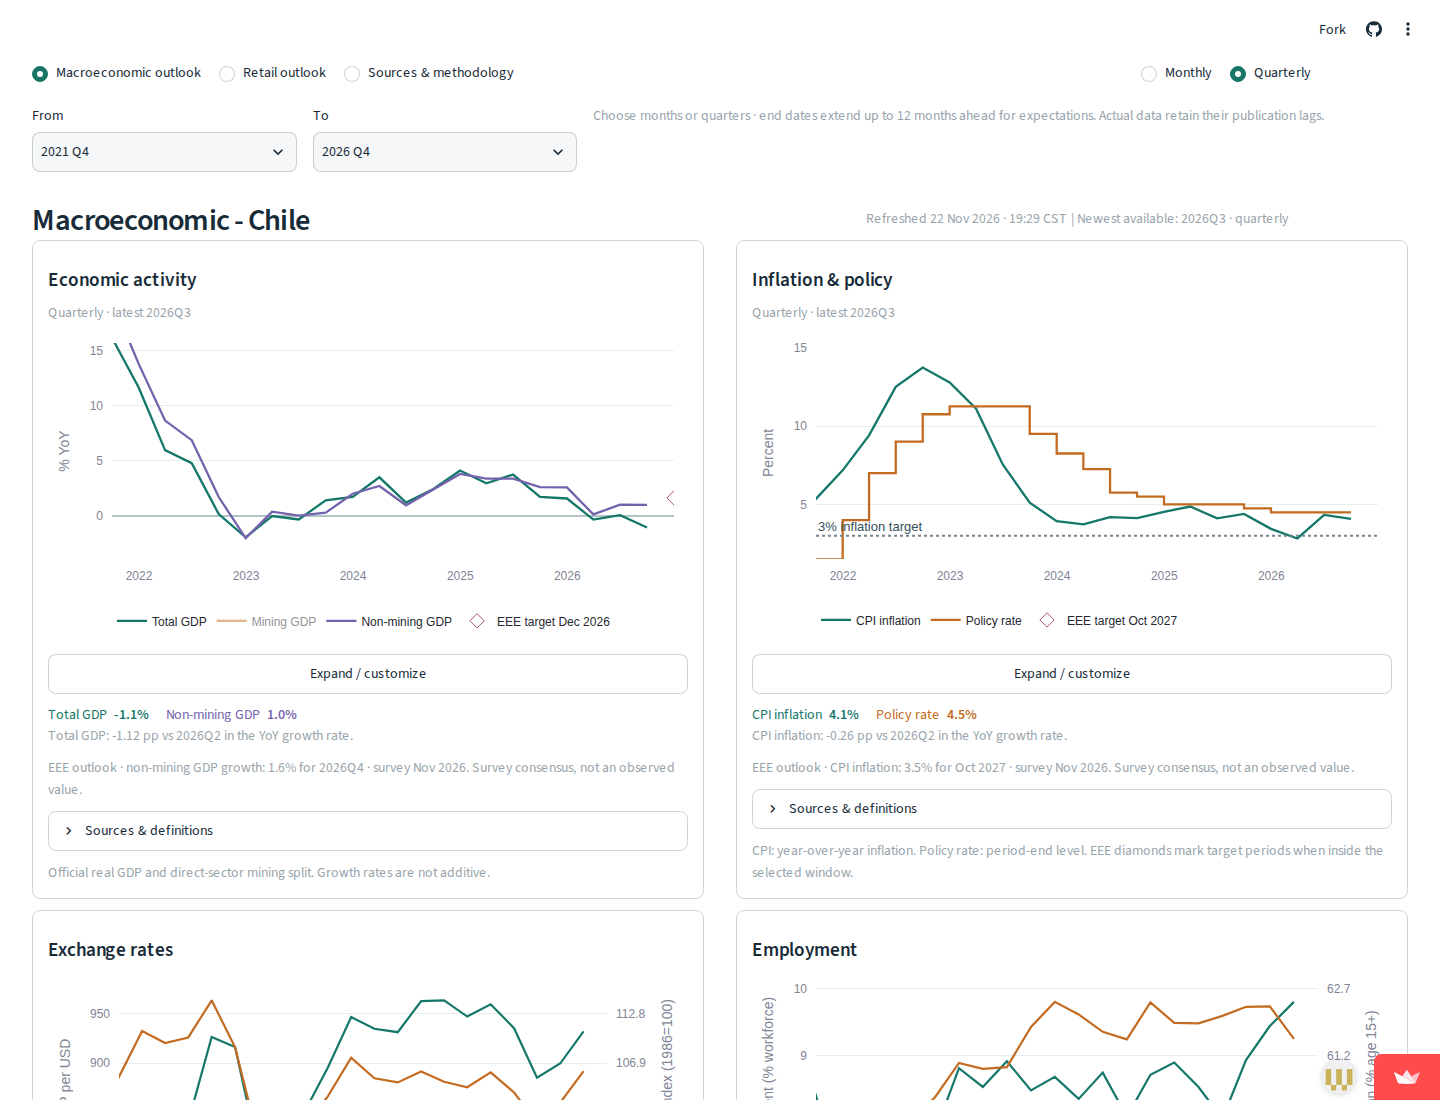 Fork
Macroeconomic outlook Retail outlook Sources & methodology Monthly Quarterly
From To Choose months or quarters · end dates extend up to 12 months ahead for expectations. Actual data retain their publication lags.
2021 Q4 2026 Q4
Macroeconomic - Chile
Refreshed 22 Nov 2026 · 19:29 CST | Newest available: 2026Q3 · quarterly
Economic activity
Quarterly · latest 2026Q3
15
10
5
0
% YoY
2022 2023 2024 2025 2026
Total GDP Mining GDP Non-mining GDP EEE target Dec 2026
Expand / customize
Total GDP -1.1% Non-mining GDP 1.0%
Total GDP: -1.12 pp vs 2026Q2 in the YoY growth rate.
EEE outlook · non-mining GDP growth: 1.6% for 2026Q4 · survey Nov 2026. Survey consensus, not an observed
value.
Sources & definitions
Official real GDP and direct-sector mining split. Growth rates are not additive.
Inflation & policy
Quarterly · latest 2026Q3
15
10
5
Percent
3% inflation target
2022 2023 2024 2025 2026
CPI inflation Policy rate EEE target Oct 2027
Expand / customize
CPI inflation 4.1% Policy rate 4.5%
CPI inflation: -0.26 pp vs 2026Q2 in the YoY growth rate.
EEE outlook · CPI inflation: 3.5% for Oct 2027 · survey Nov 2026. Survey consensus, not an observed value.
Sources & definitions
CPI: year-over-year inflation. Policy rate: period-end level. EEE diamonds mark target periods when inside the
selected window.
Exchange rates
950
900
per USD
112.8
106.9
(1986=100)
Employment
10
9
(% workforce)
62.7
61.2
(% age 15+)